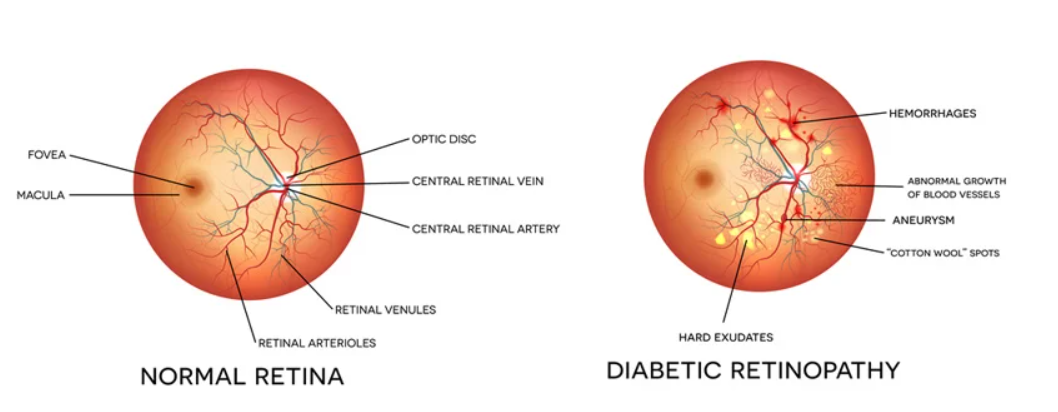 FOVEA
MACULA
OPTIC DISC
CENTRAL RETINAL VEIN
CENTRAL RETINAL ARTERY
RETINAL VENULES
RETINAL ARTERIOLES
NORMAL RETINA
HEMORRHAGES
ABNORMAL GROWTH
OF BLOOD VESSELS
ANEURYSM
"COTTON WOOL" SPOTS
HARD EXUDATES
DIABETIC RETINOPATHY